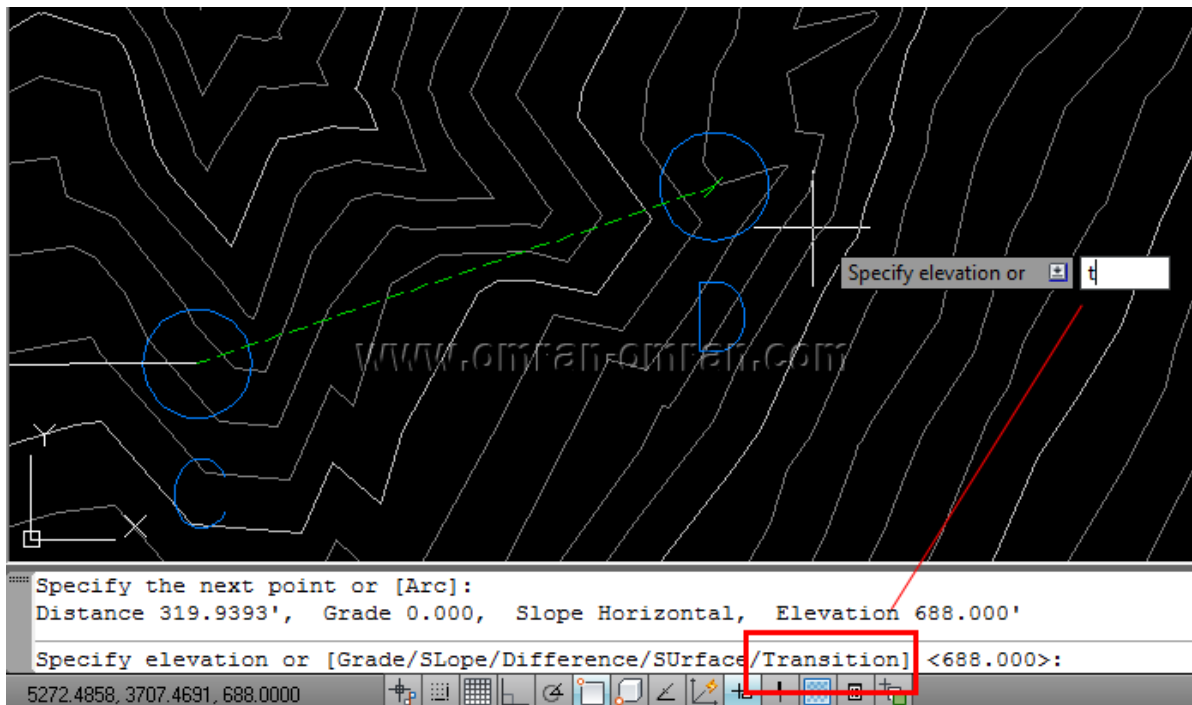 Specify elevation or t
D
www.omran-omran.com
C
Y
X
Specify the next point or [Arc]:
Distance 319.9393', Grade 0.000, Slope Horizontal, Elevation 688.000'
Specify elevation or [Grade/SLope/Difference/SUrface/Transition] <688.000>:
5272.4858, 3707.4691, 688.0000